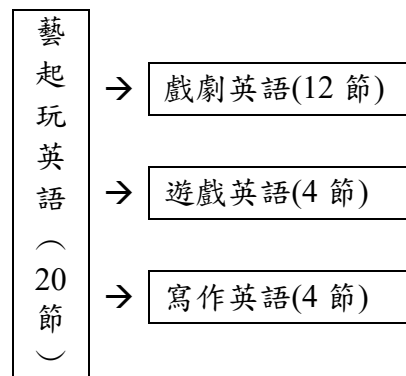 藝起玩英語（20節）
→ 戲劇英語(12 節)
→ 遊戲英語(4 節)
→ 寫作英語(4 節)